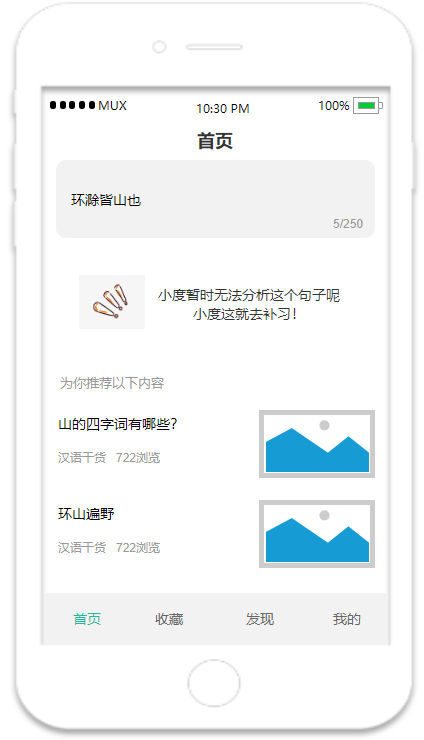 MUX 10:30 PM 100%
首页
环滁皆山也
5/250
小度暂时无法分析这个句子呢
小度这就去补习！
为你推荐以下内容
山的四字词有哪些？
汉语干货 722浏览
环山遍野
汉语干货 722浏览
首页 收藏 发现 我的